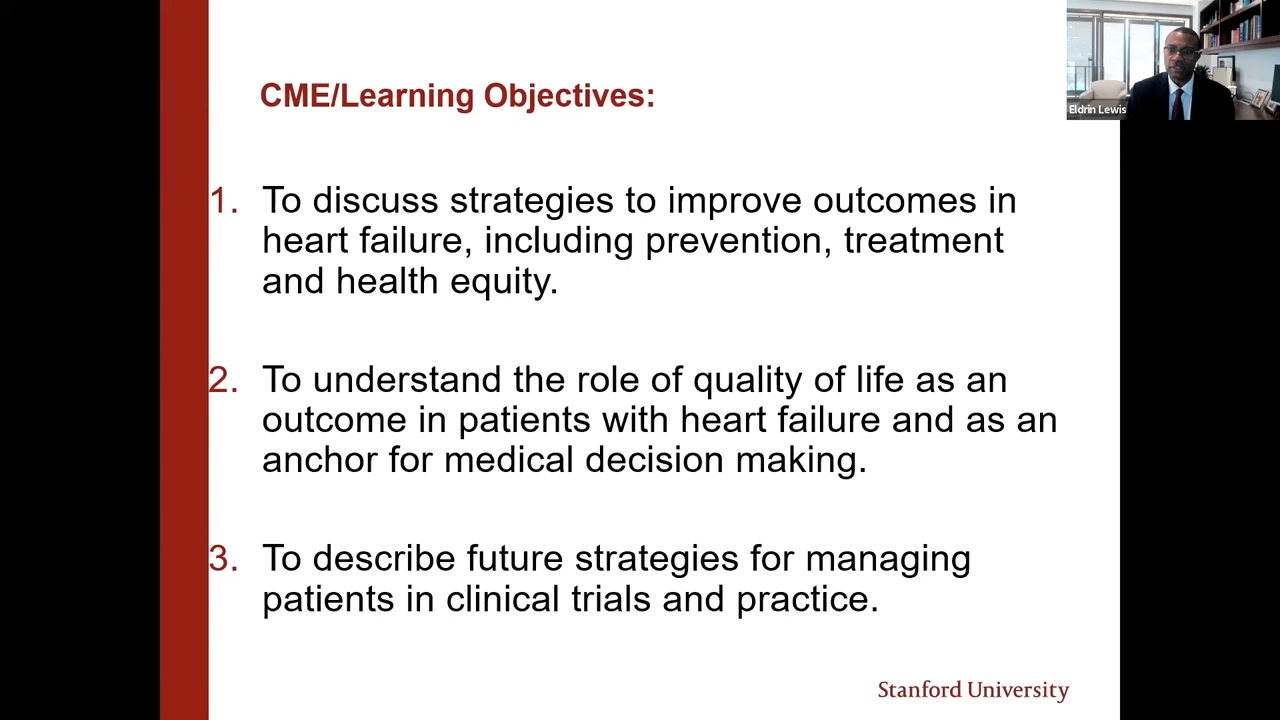 CME/Learning Objectives:
Eldrin Lewis
1. To discuss strategies to improve outcomes in
heart failure, including prevention, treatment
and health equity.
2. To understand the role of quality of life as an
outcome in patients with heart failure and as an
anchor for medical decision making.
3. To describe future strategies for managing
patients in clinical trials and practice.
Stanford University